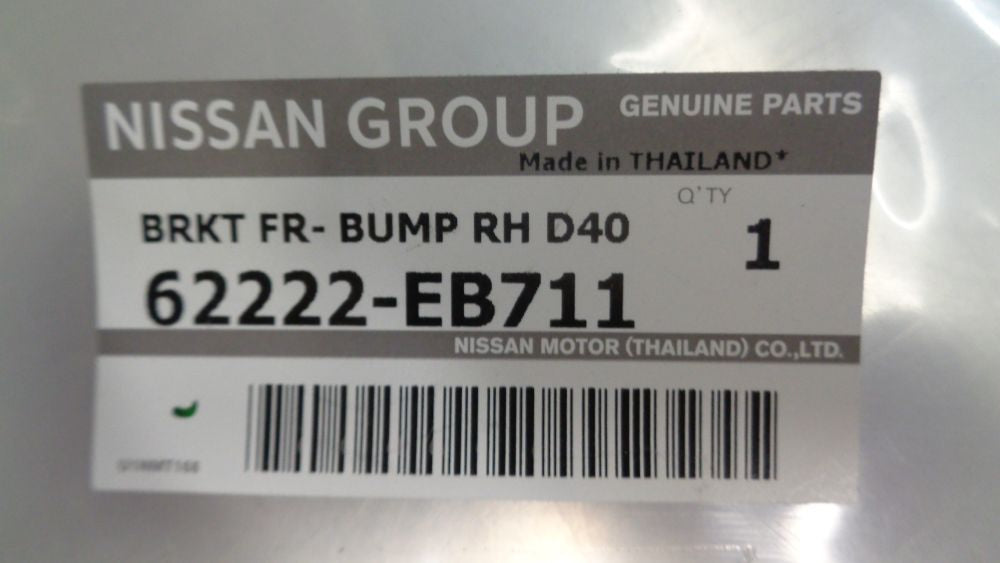 NISSAN GROUP
GENUINE PARTS
Made in THAILAND*
Q'TY
BRKT FR- BUMP RH D40
1
62222-EB711
NISSAN MOTOR (THAILAND) CO.,LTD.